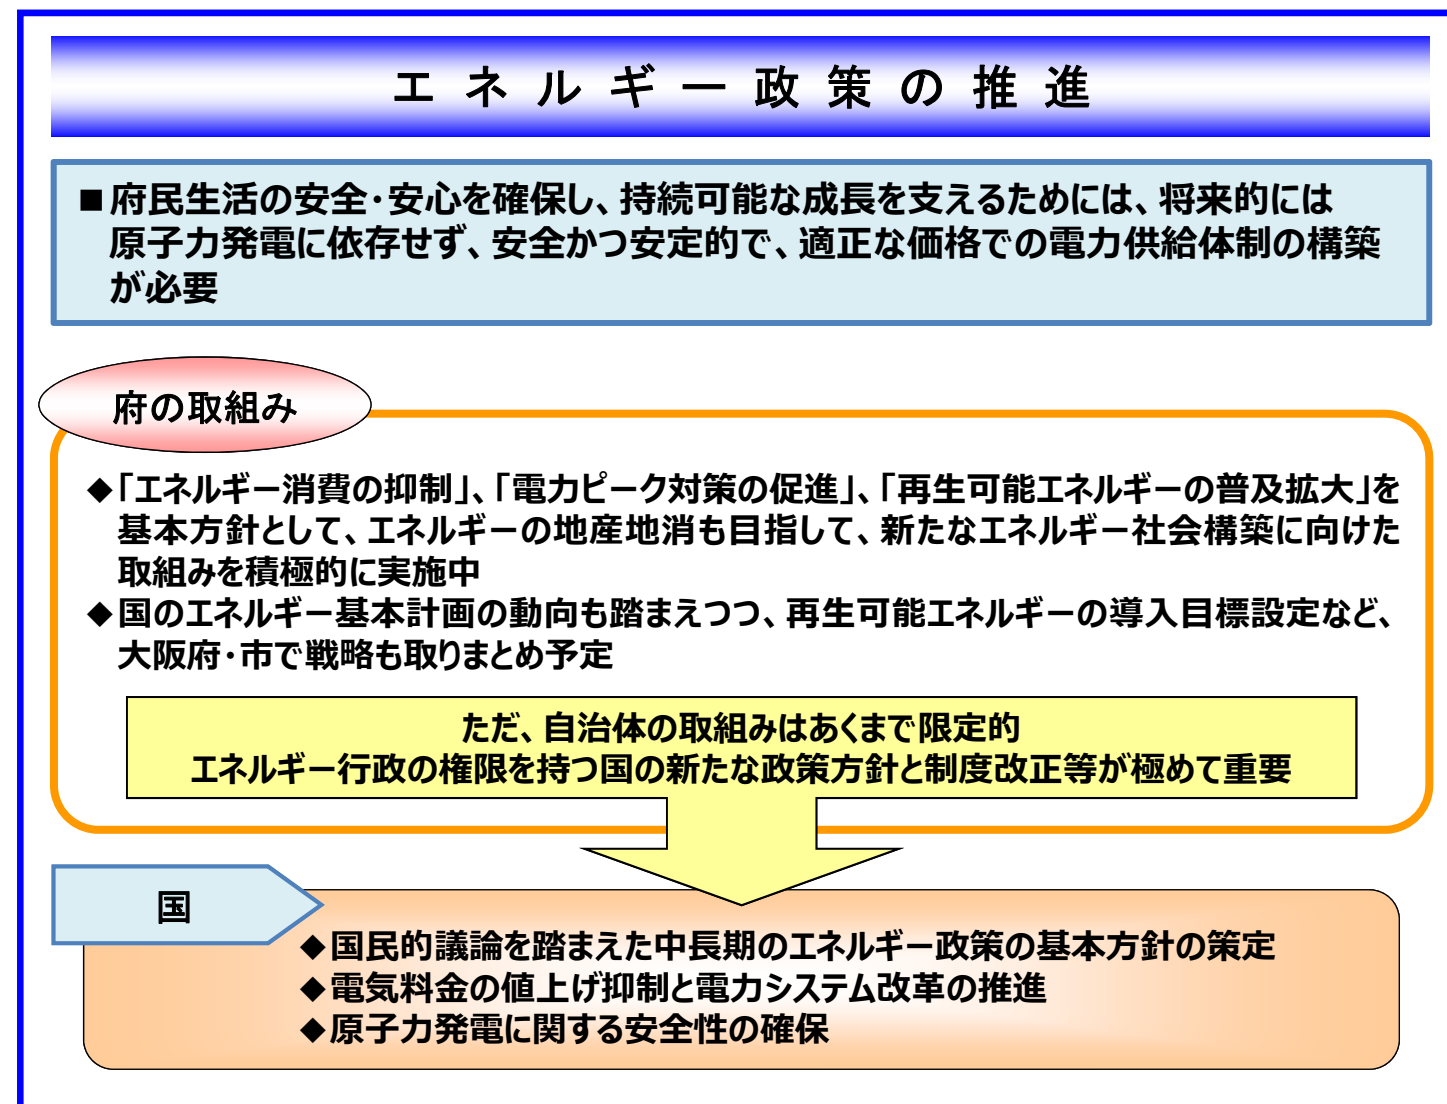 エネルギー政策の推進
■府民生活の安全・安心を確保し、持続可能な成長を支えるためには、将来的には
原子力発電に依存せず、安全かつ安定的で、適正な価格での電力供給体制の構築
が必要
府の取組み
◆「エネルギー消費の抑制」、「電力ピーク対策の促進」、「再生可能エネルギーの普及拡大」を
基本方針として、エネルギーの地産地消も目指して、新たなエネルギー社会構築に向けた
取組みを積極的に実施中
◆国のエネルギー基本計画の動向も踏まえつつ、再生可能エネルギーの導入目標設定など、
大阪府・市で戦略も取りまとめ予定
ただ、自治体の取組みはあくまで限定的
エネルギー行政の権限を持つ国の新たな政策方針と制度改正等が極めて重要
国
◆国民的議論を踏まえた中長期のエネルギー政策の基本方針の策定
◆電気料金の値上げ抑制と電力システム改革の推進
◆原子力発電に関する安全性の確保